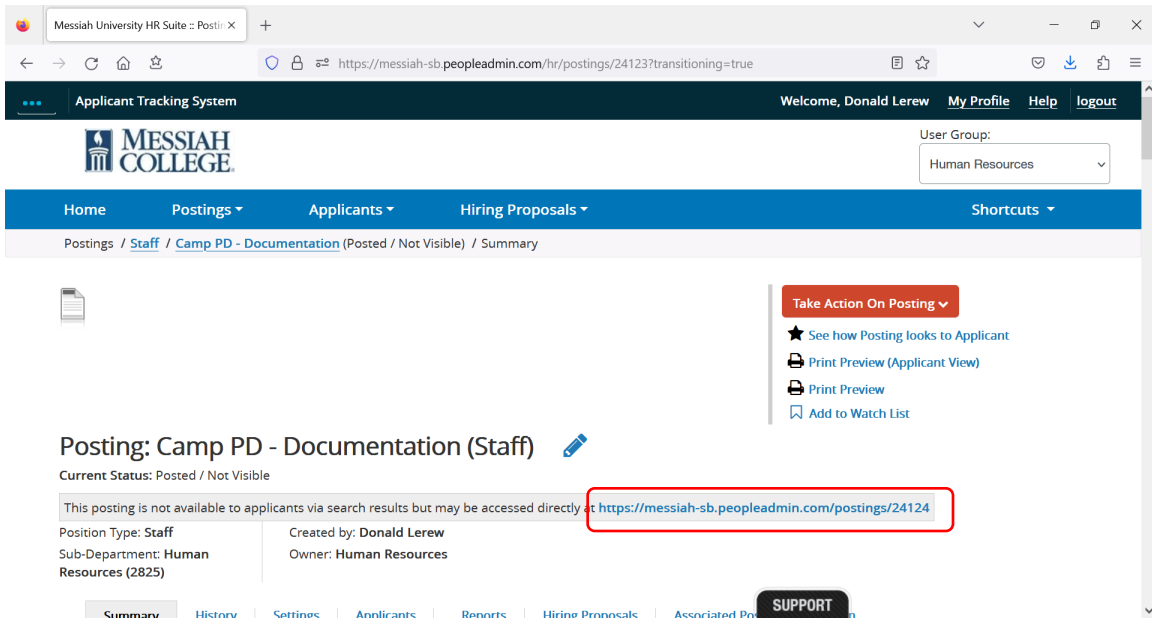 Messiah University HR Suite :: Postin
https://messiah-sb.peopleadmin.com/hr/postings/24123?transitioning=true
Applicant Tracking System
Welcome, Donald Lerew My Profile Help logout
MESSIAH
COLLEGE
User Group:
Human Resources
Home Postings Applicants Hiring Proposals Shortcuts
Postings / Staff / Camp PD - Documentation (Posted / Not Visible) / Summary
Take Action On Posting
See how Posting looks to Applicant
Print Preview (Applicant View)
Print Preview
Add to Watch List
Posting: Camp PD - Documentation (Staff)
Current Status: Posted / Not Visible
This posting is not available to applicants via search results but may be accessed directly at https://messiah-sb.peopleadmin.com/postings/24124
Position Type: Staff
Created by: Donald Lerew
Sub-Department: Human
Resources (2825)
Owner: Human Resources
SUPPORT
Summary History Settings Applicants Reports Hiring Proposals Associated